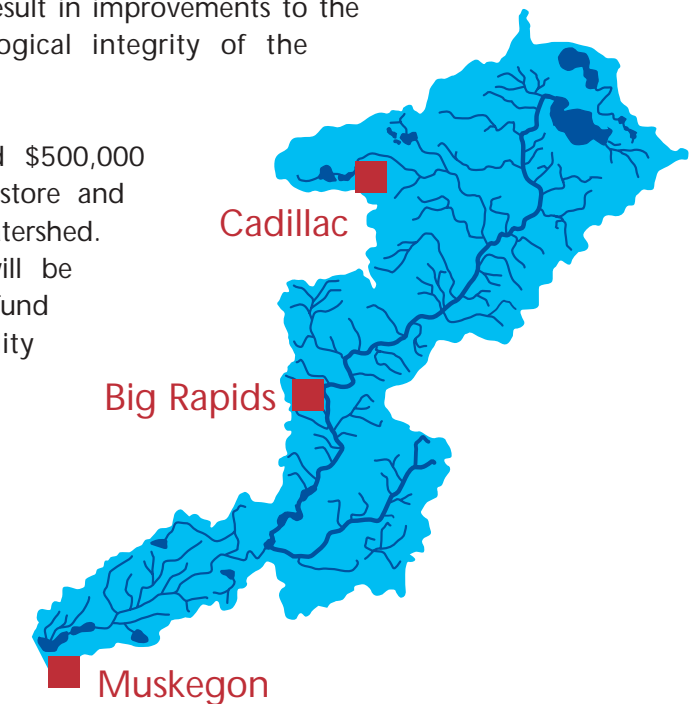 esult in improvements to the
ogical integrity of the
$500,000
store and
tershed.
ill be
fund
ity
Cadillac
Big Rapids
Muskegon